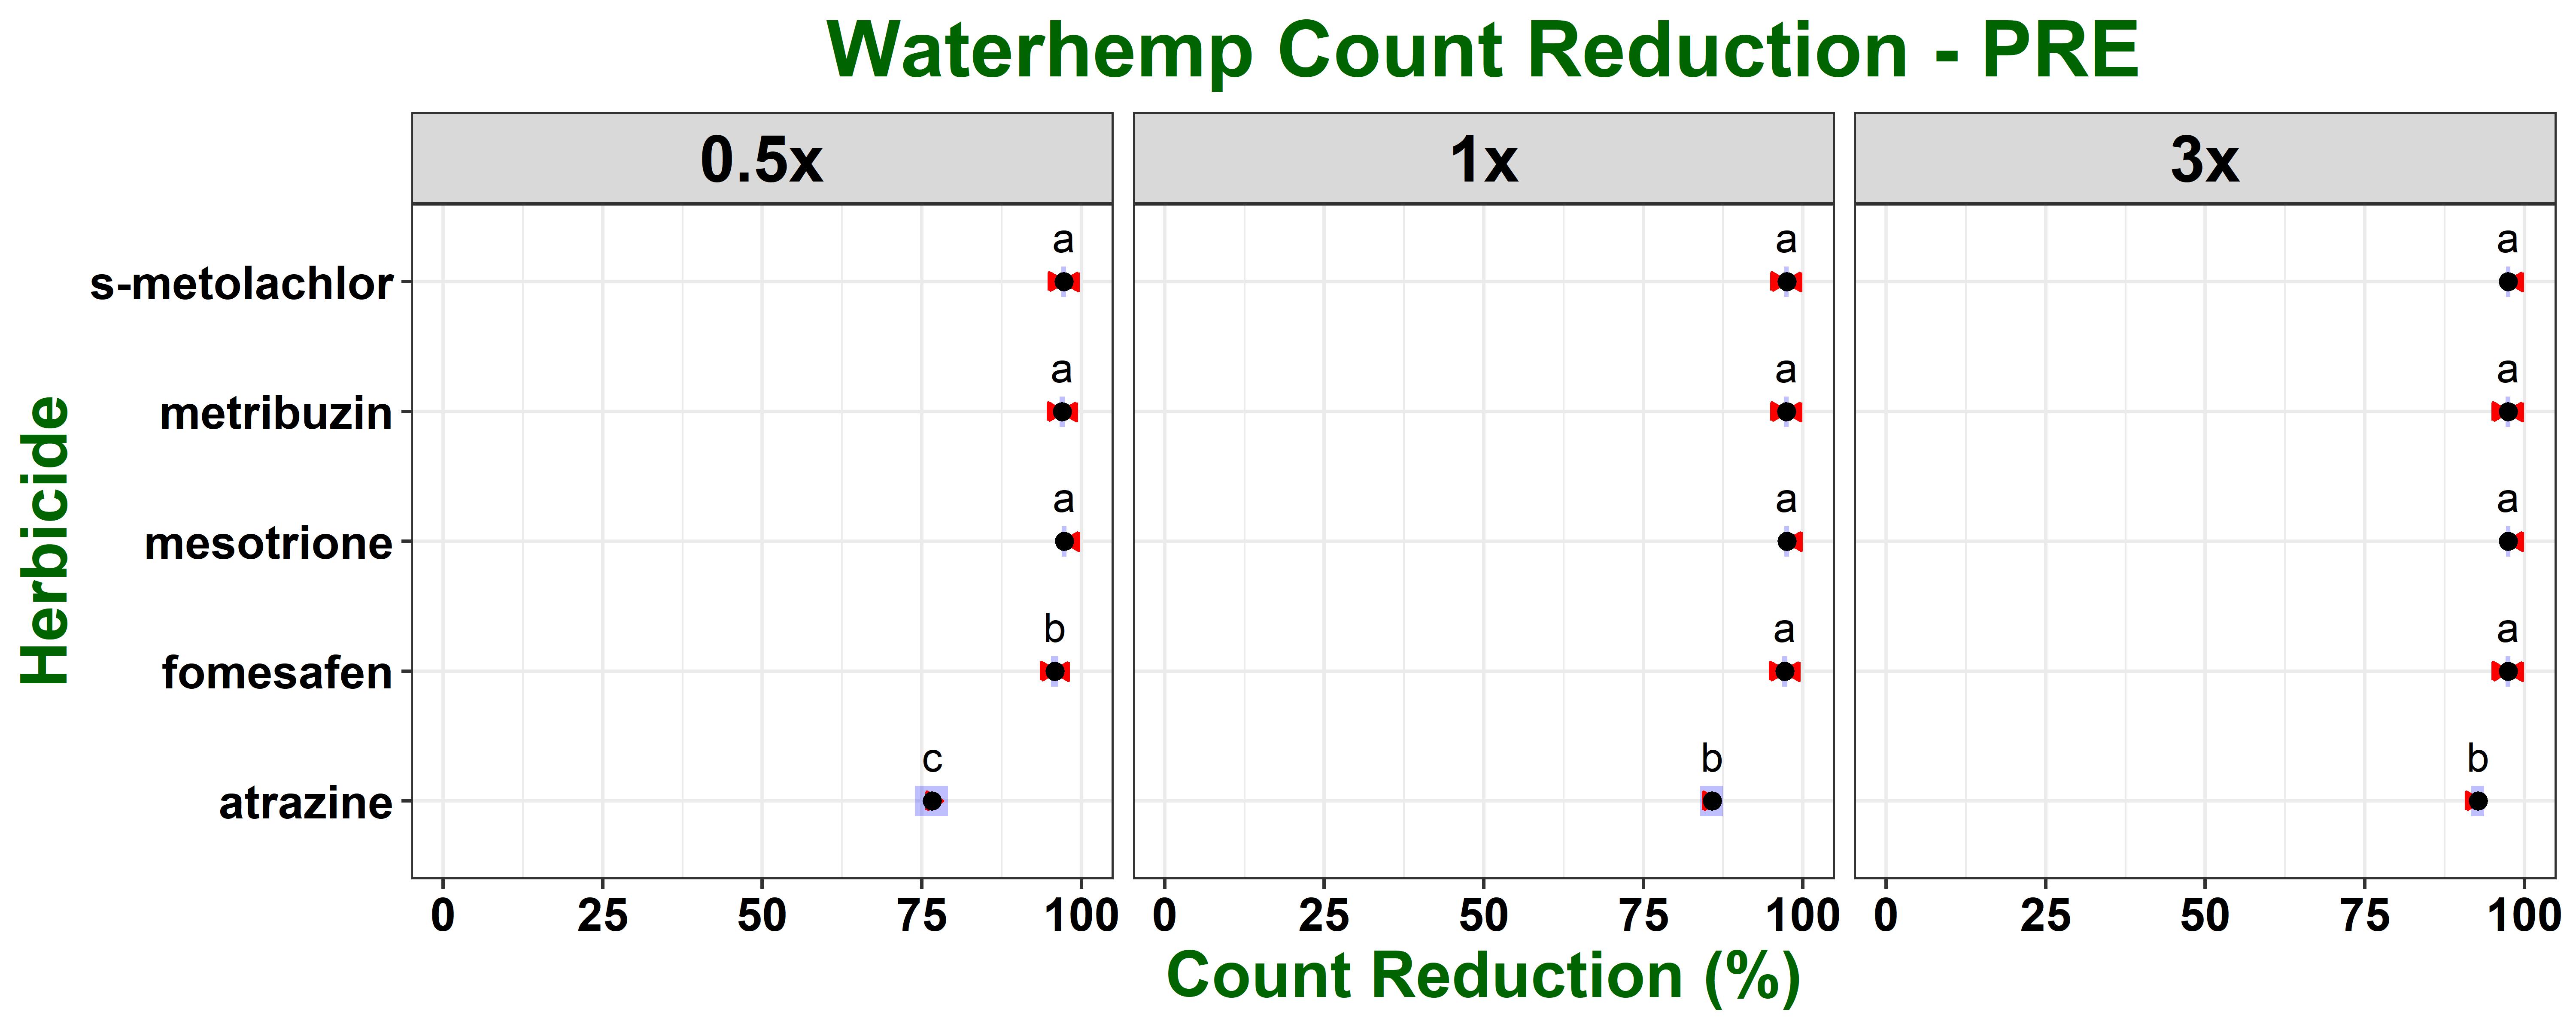 Waterhemp Count Reduction - PRE
0.5x 1x 3x
Herbicide
s-metolachlor a a a
metribuzin a a a
mesotrione a a a
fomesafen b a a
atrazine c b b
0 25 50 75 100 0 25 50 75 100 0 25 50 75 100
Count Reduction (%)